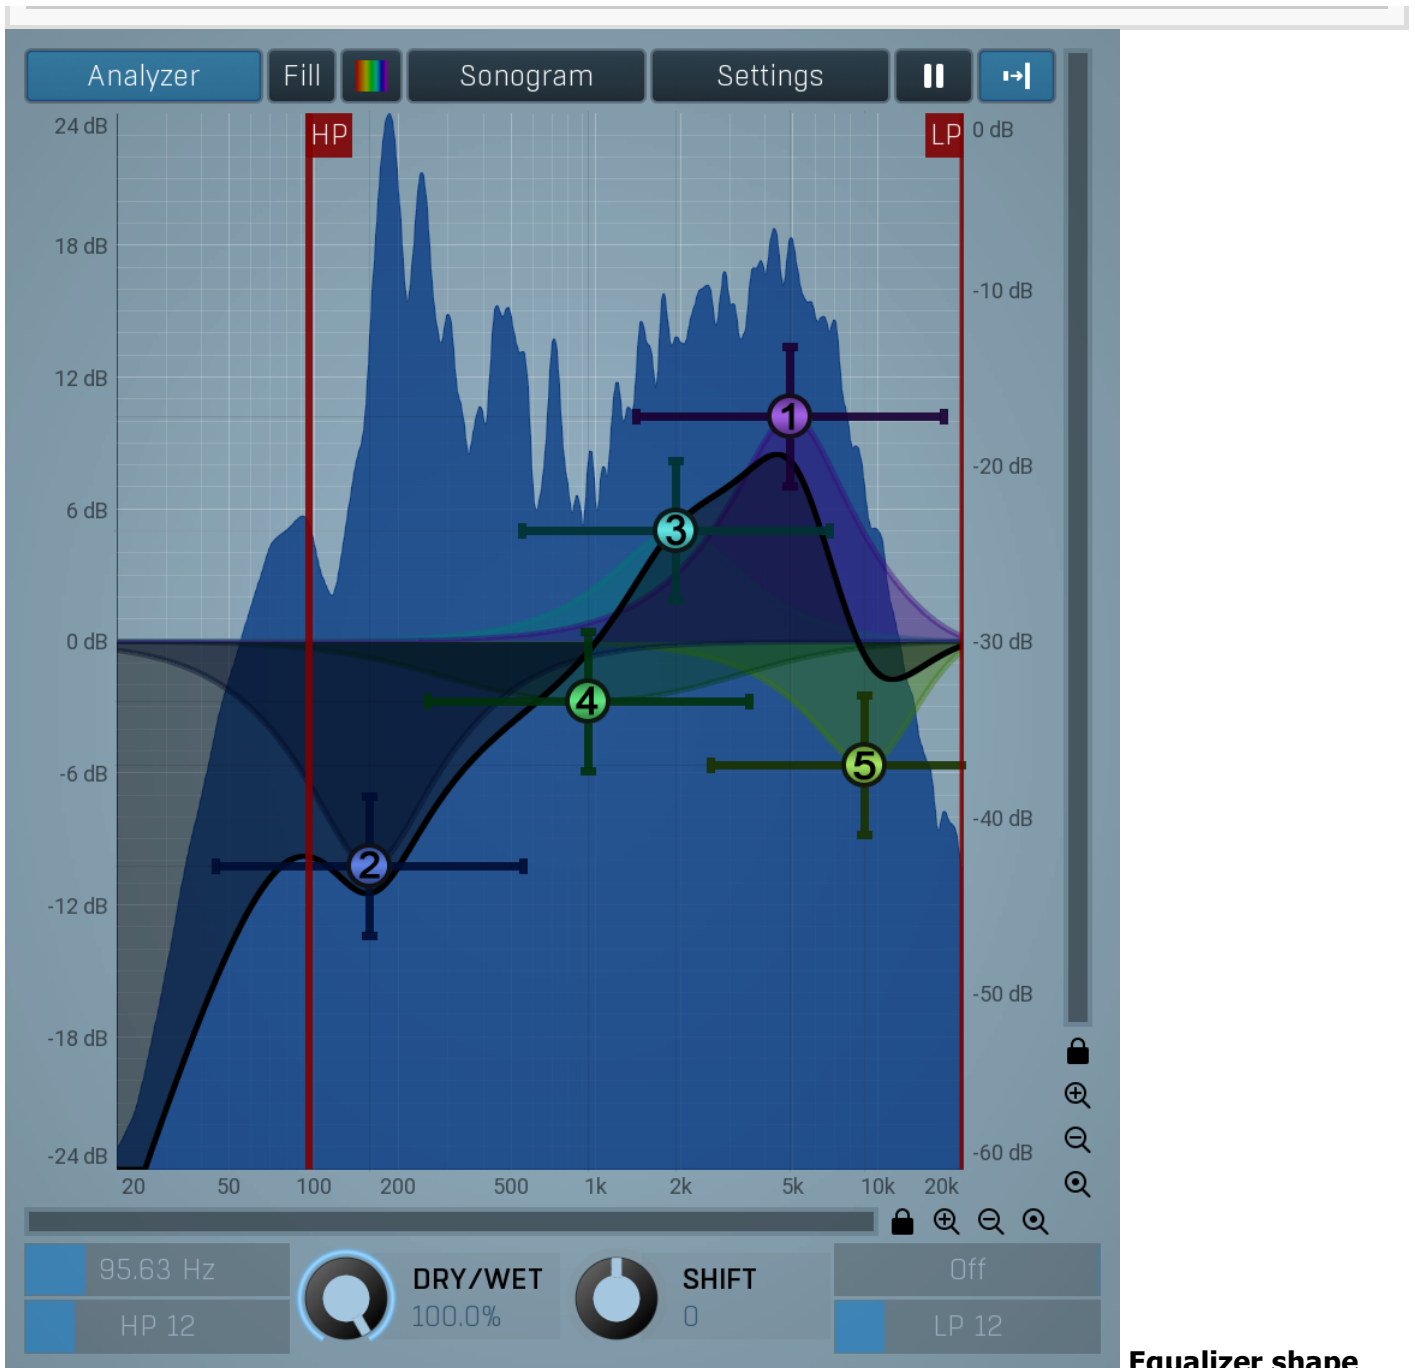 Analyzer Fill Sonogram Settings
24 dB HP LP 0 dB
18 dB
-10 dB
12 dB
1
-20 dB
6 dB
3
0 dB -30 dB
4
5
-6 dB
-40 dB
2
-12 dB
-50 dB
-18 dB
-24 dB -60 dB
20 50 100 200 500 1k 2k 5k 10k 20k
95.63 Hz DRY/WET SHIFT Off
HP 12 100.0% 0 LP 12
Equalizer shape